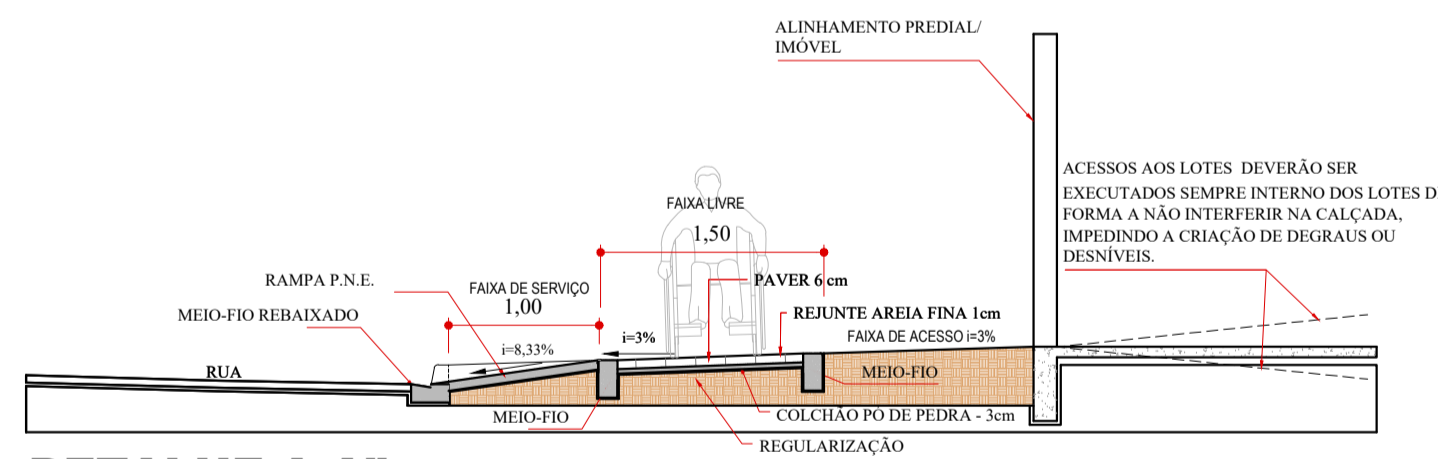 ALINHAMENTO PREDIAL/
IMÓVEL
ACESSOS AOS LOTES DEVERÃO SER
EXECUTADOS SEMPRE INTERNO DOS LOTES D
FORMA A NÃO INTERFERIR NA CALÇADA,
IMPEDINDO A CRIAÇÃO DE DEGRAUS OU
DESNÍVEIS.
FAIXA LIVRE
1,50
RAMPA P.N.E.
FAIXA DE SERVIÇO
1,00
PAVER 6 cm
MEIO-FIO REBAIXADO
REJUNTE AREIA FINA 1cm
i=8,33%
i=3%
FAIXA DE ACESSO i=3%
RUA
MEIO-FIO
MEIO-FIO
COLCHÃO PÓ DE PEDRA - 3cm
REGULARIZAÇÃO